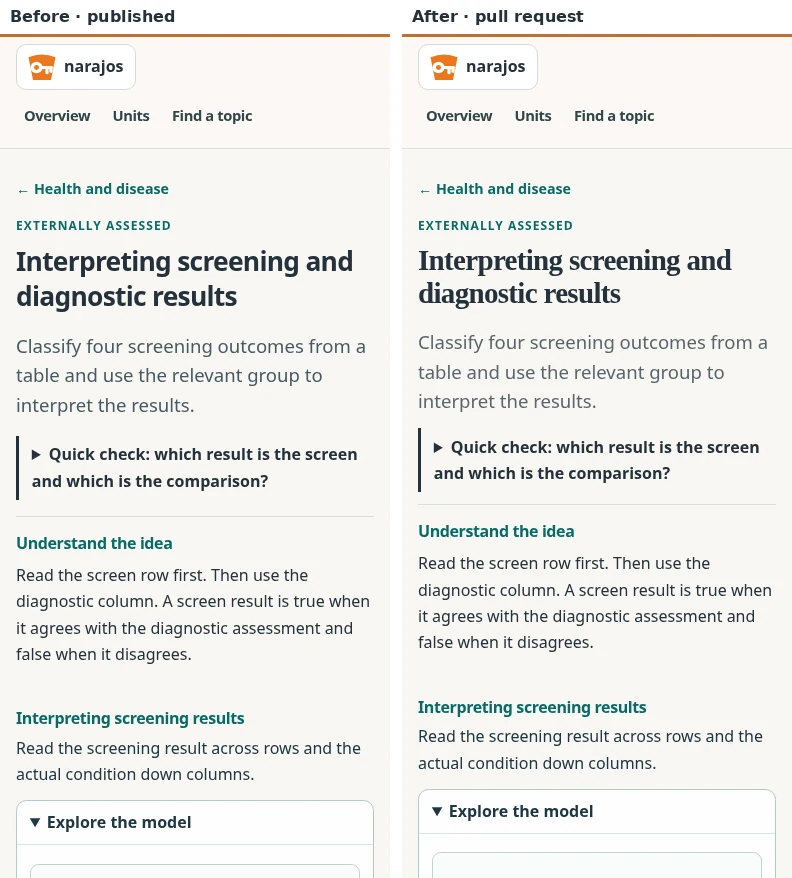 Before · published
narajos
Overview Units Find a topic
← Health and disease
EXTERNALLY ASSESSED
Interpreting screening and
diagnostic results
Classify four screening outcomes from a
table and use the relevant group to
interpret the results.
▶ Quick check: which result is the screen
and which is the comparison?
Understand the idea
Read the screen row first. Then use the
diagnostic column. A screen result is true when
it agrees with the diagnostic assessment and
false when it disagrees.
Interpreting screening results
Read the screening result across rows and the
actual condition down columns.
▼ Explore the model
After · pull request
narajos
Overview Units Find a topic
← Health and disease
EXTERNALLY ASSESSED
Interpreting screening and
diagnostic results
Classify four screening outcomes from a
table and use the relevant group to
interpret the results.
▶ Quick check: which result is the screen
and which is the comparison?
Understand the idea
Read the screen row first. Then use the
diagnostic column. A screen result is true when
it agrees with the diagnostic assessment and
false when it disagrees.
Interpreting screening results
Read the screening result across rows and the
actual condition down columns.
▼ Explore the model